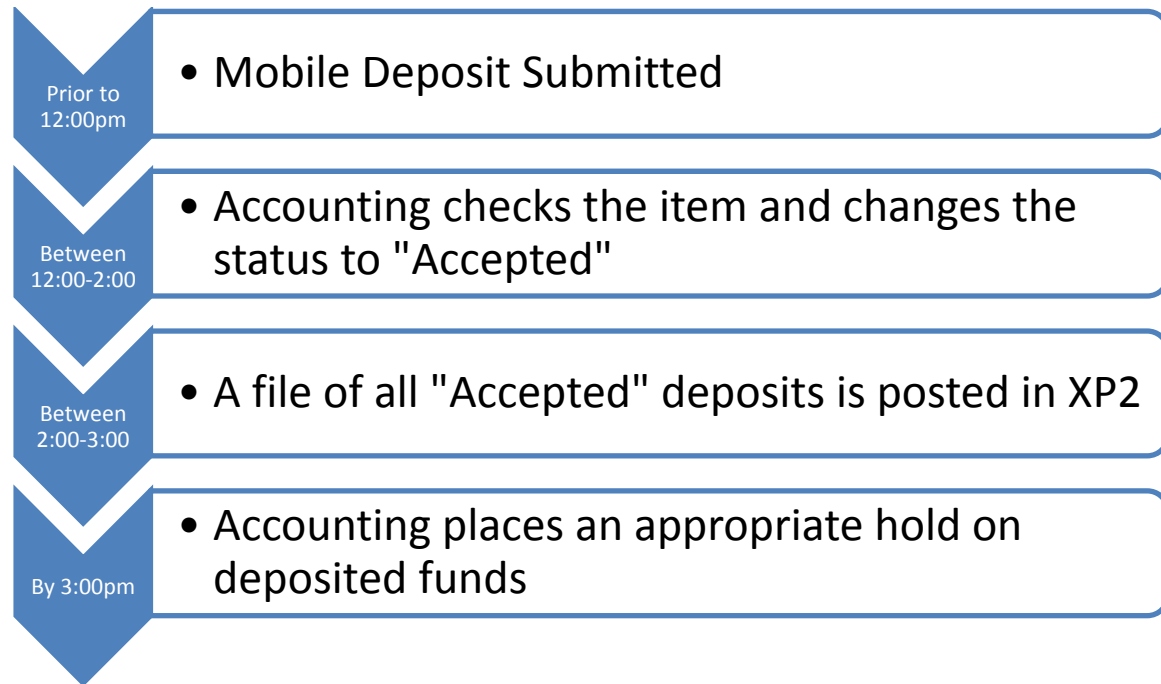 Prior to
12:00pm
• Mobile Deposit Submitted
Between
12:00-2:00
• Accounting checks the item and changes the
status to "Accepted"
Between
2:00-3:00
• A file of all "Accepted" deposits is posted in XP2
By 3:00pm
• Accounting places an appropriate hold on
deposited funds